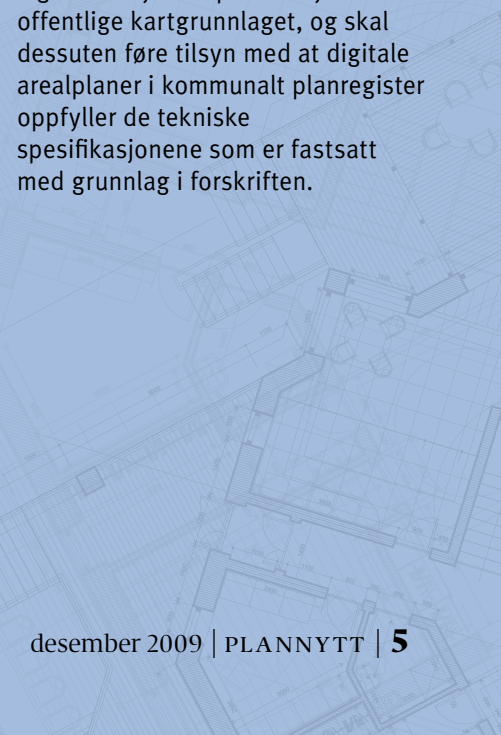 offentlige kartgrunnlaget, og skal
dessuten føre tilsyn med at digitale
arealplaner i kommunalt planregister
oppfyller de tekniske
spesifikasjonene som er fastsatt
med grunnlag i forskriften.
desember 2009 | PLANNYTT | 5